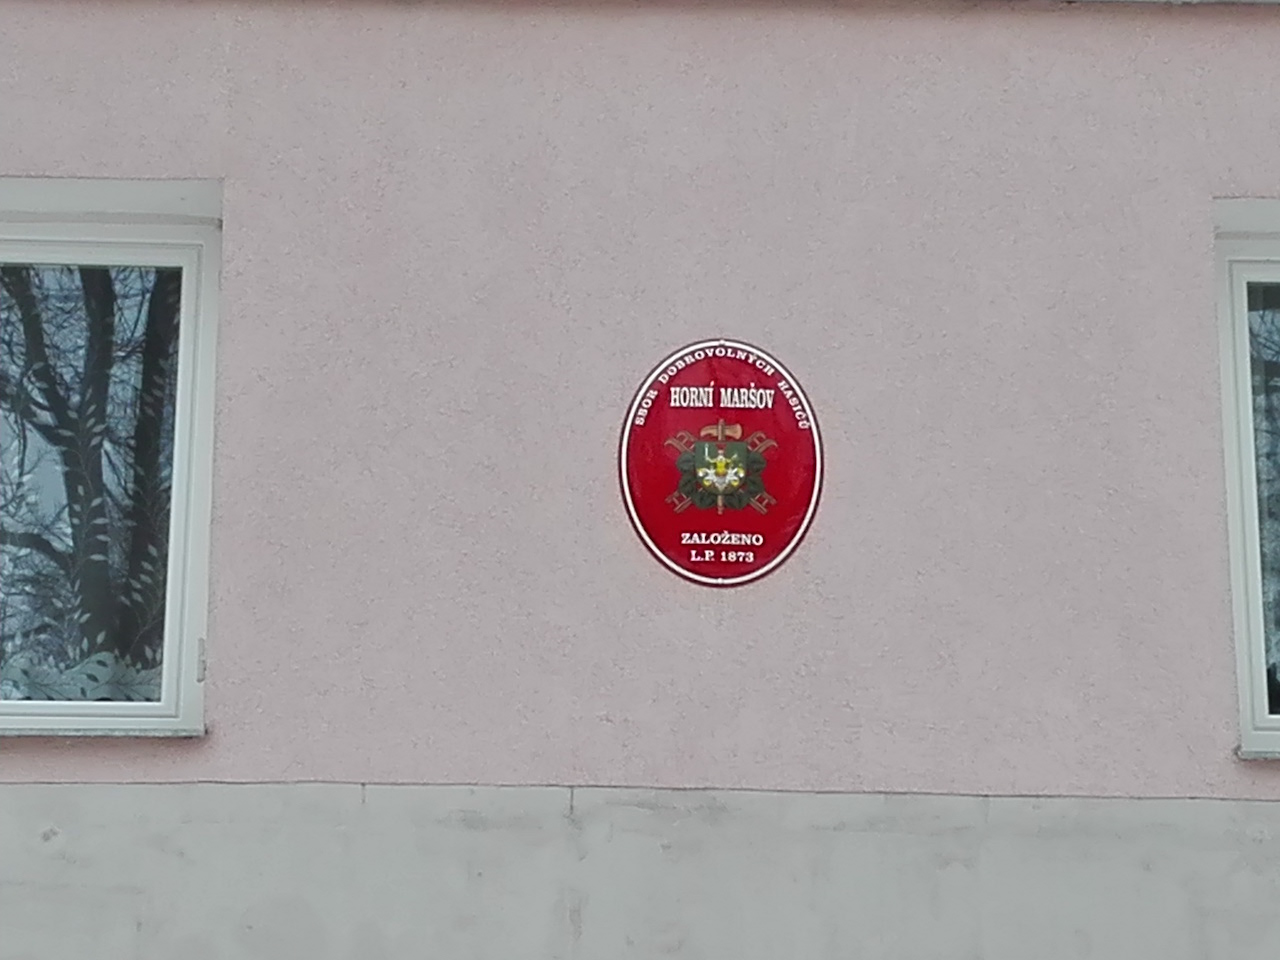 SBOR DOBROVOLNÝCH HASIČŮ
HORNÍ MARŠOV
ZALOŽENO
L.P. 1873